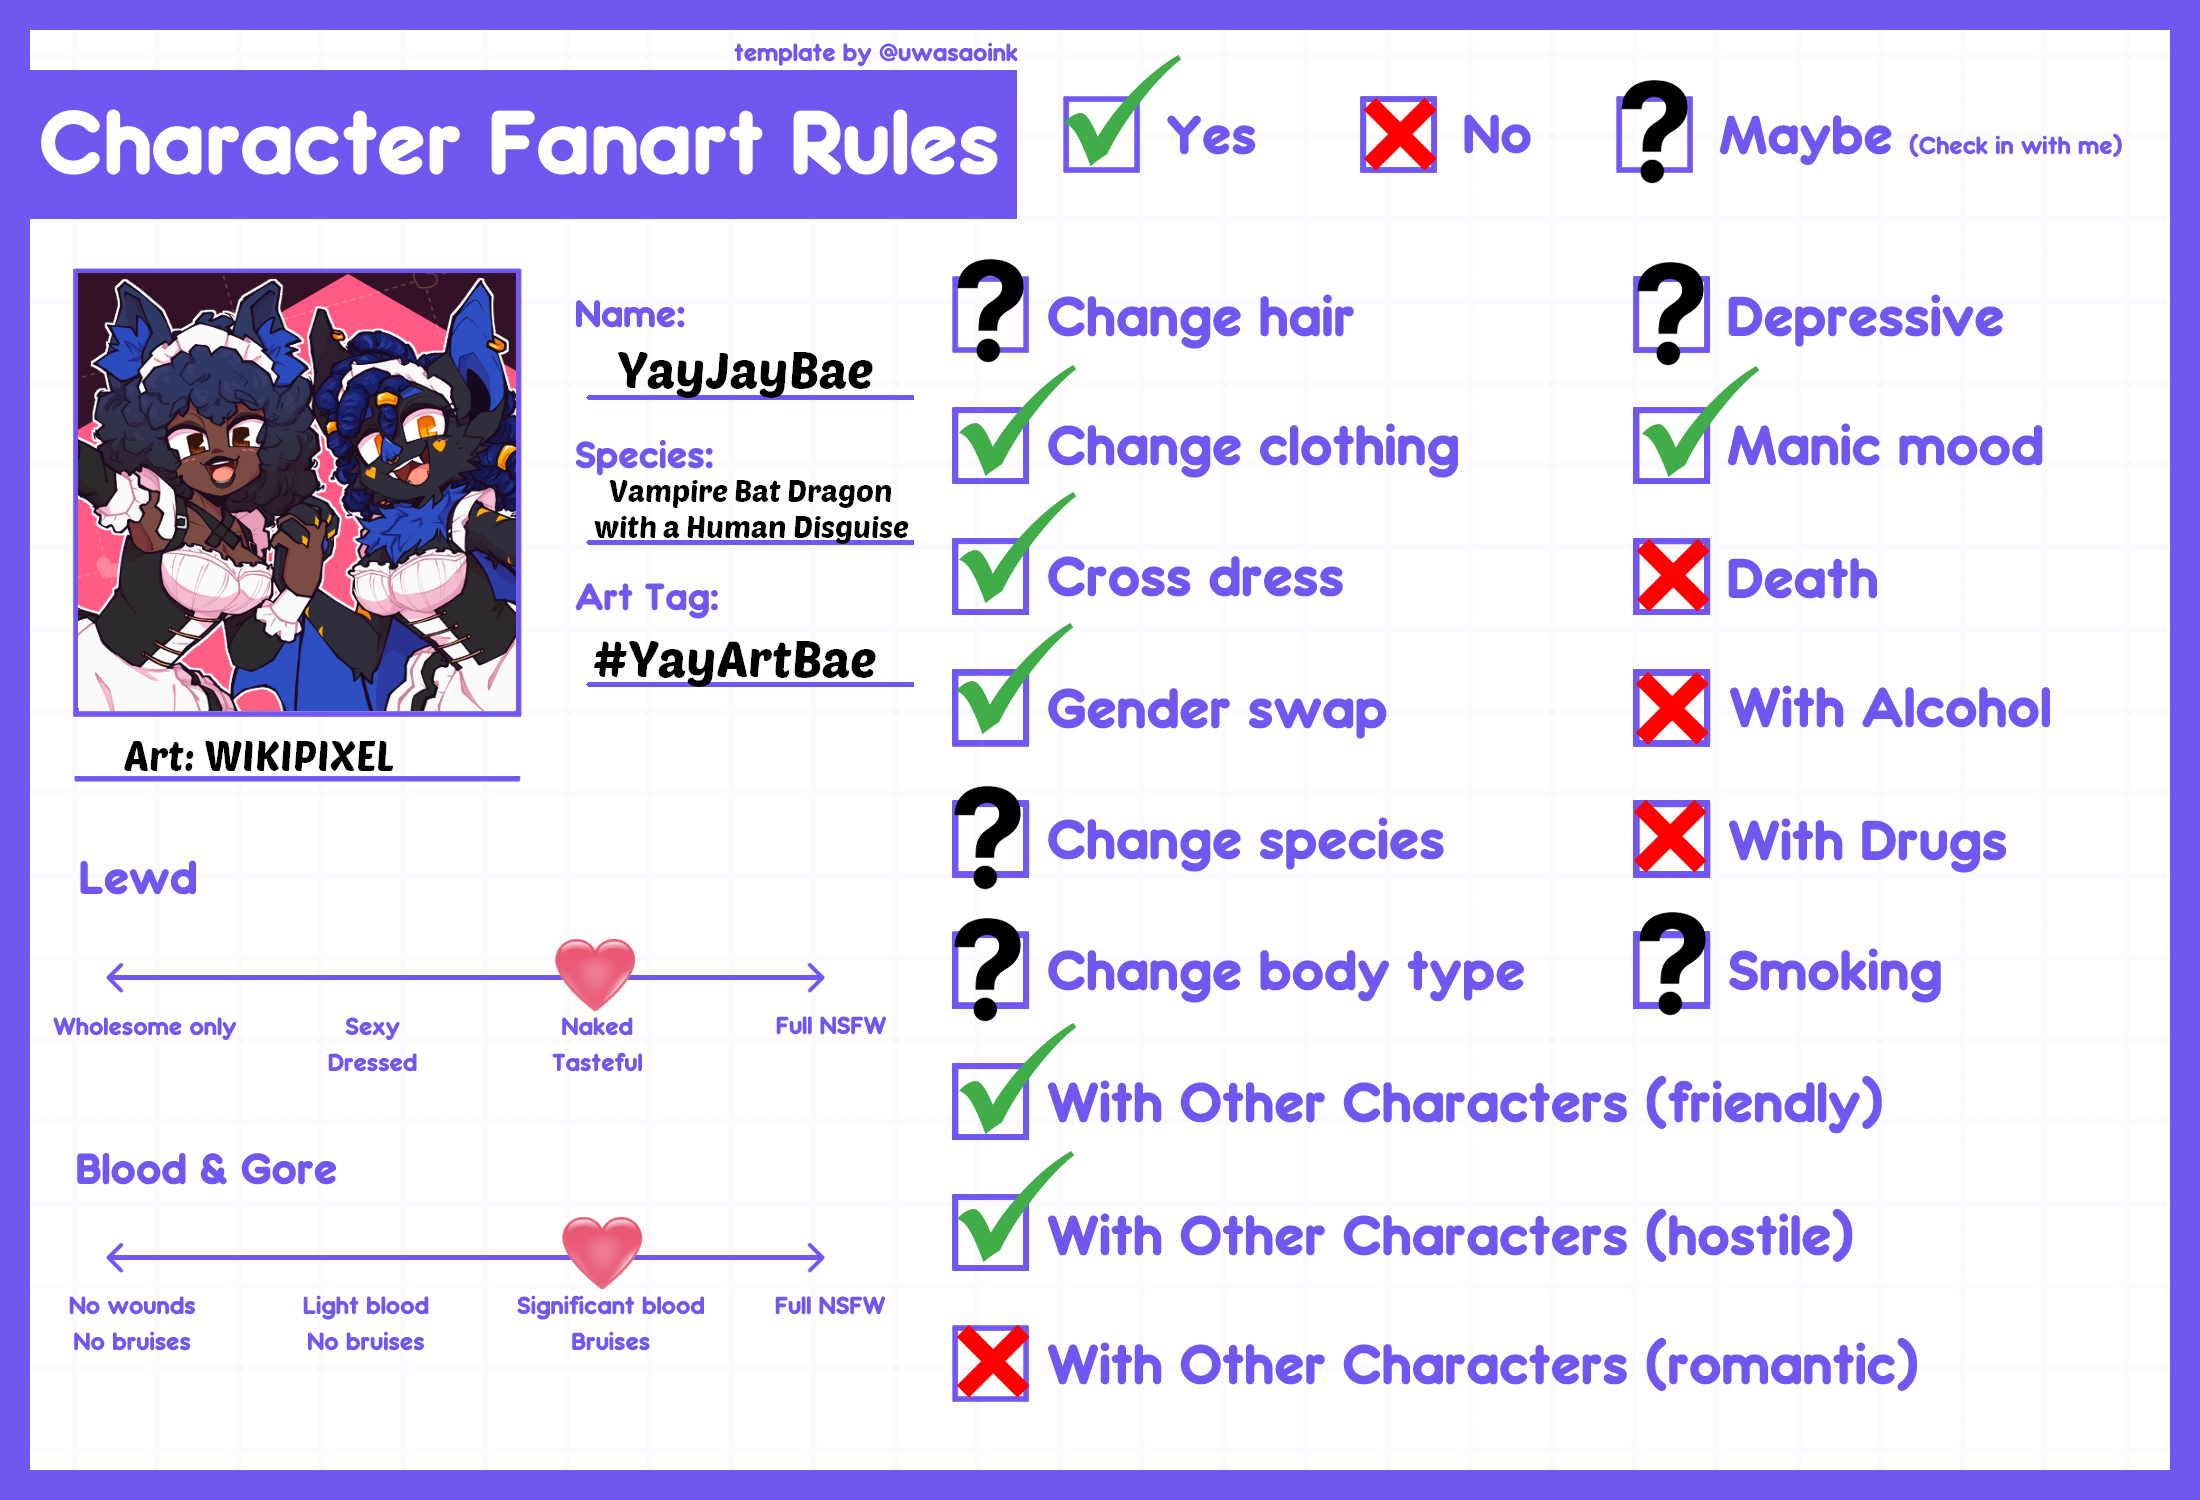 template by @uwasaoink
Character Fanart Rules
Yes
No
Maybe (Check in with me)
Name:
YayJayBae
Species:
Vampire Bat Dragon
with a Human Disguise
Art Tag:
#YayArtBae
Art: WIKIPIXEL
Lewd
Wholesome only
Sexy
Dressed
Naked
Tasteful
Full NSFW
Blood & Gore
No wounds
No bruises
Light blood
No bruises
Significant blood
Bruises
Full NSFW
Change hair
Change clothing
Cross dress
Gender swap
Change species
Change body type
With Other Characters (friendly)
With Other Characters (hostile)
With Other Characters (romantic)
Depressive
Manic mood
Death
With Alcohol
With Drugs
Smoking